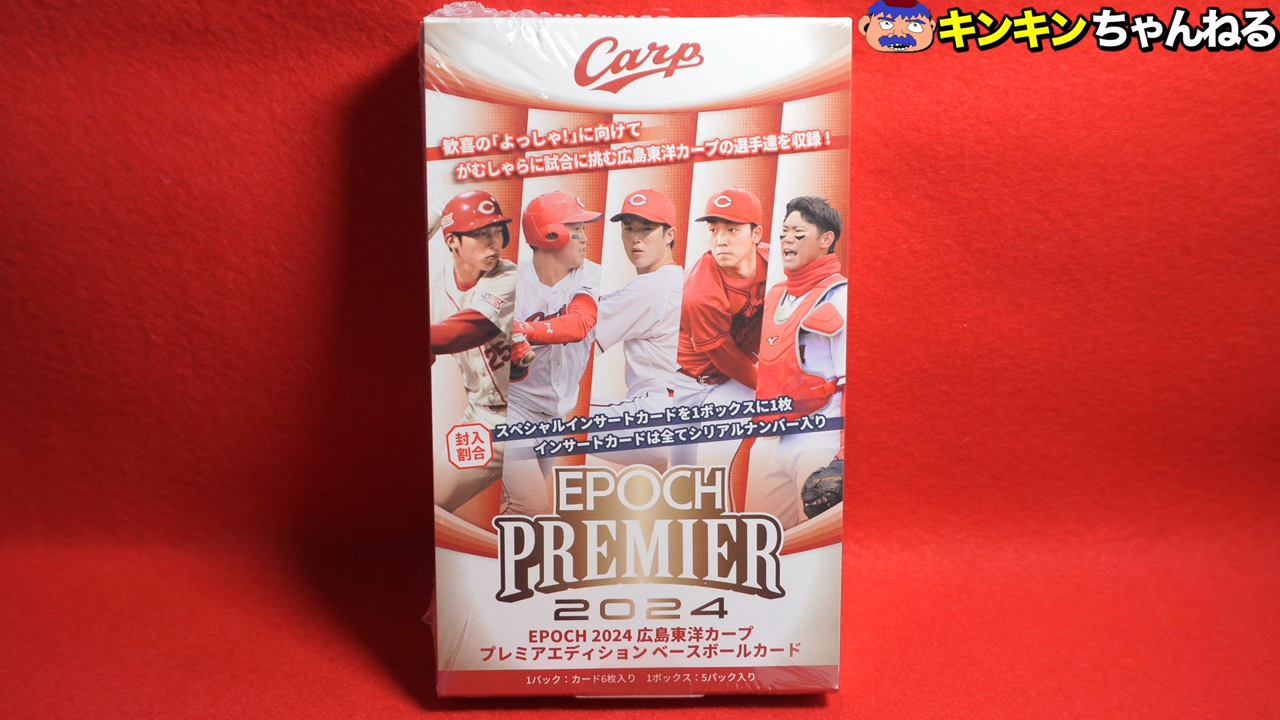 キンキンちゃんねる
Carp
歓喜の「よっしゃ!」に向けて
がむしゃらに試合に挑む広島東洋カープの選手達を収録!
C
C
C
C
25
Carp
封入
割合
スペシャルインサートカードを1ボックスに1枚
インサートカードは全てシリアルナンバー入り
EPOCH
PREMIER
2024
EPOCH 2024 広島東洋カープ
プレミアエディション ベースボールカード
1パック:カード6枚入り 1ボックス:5パック入り